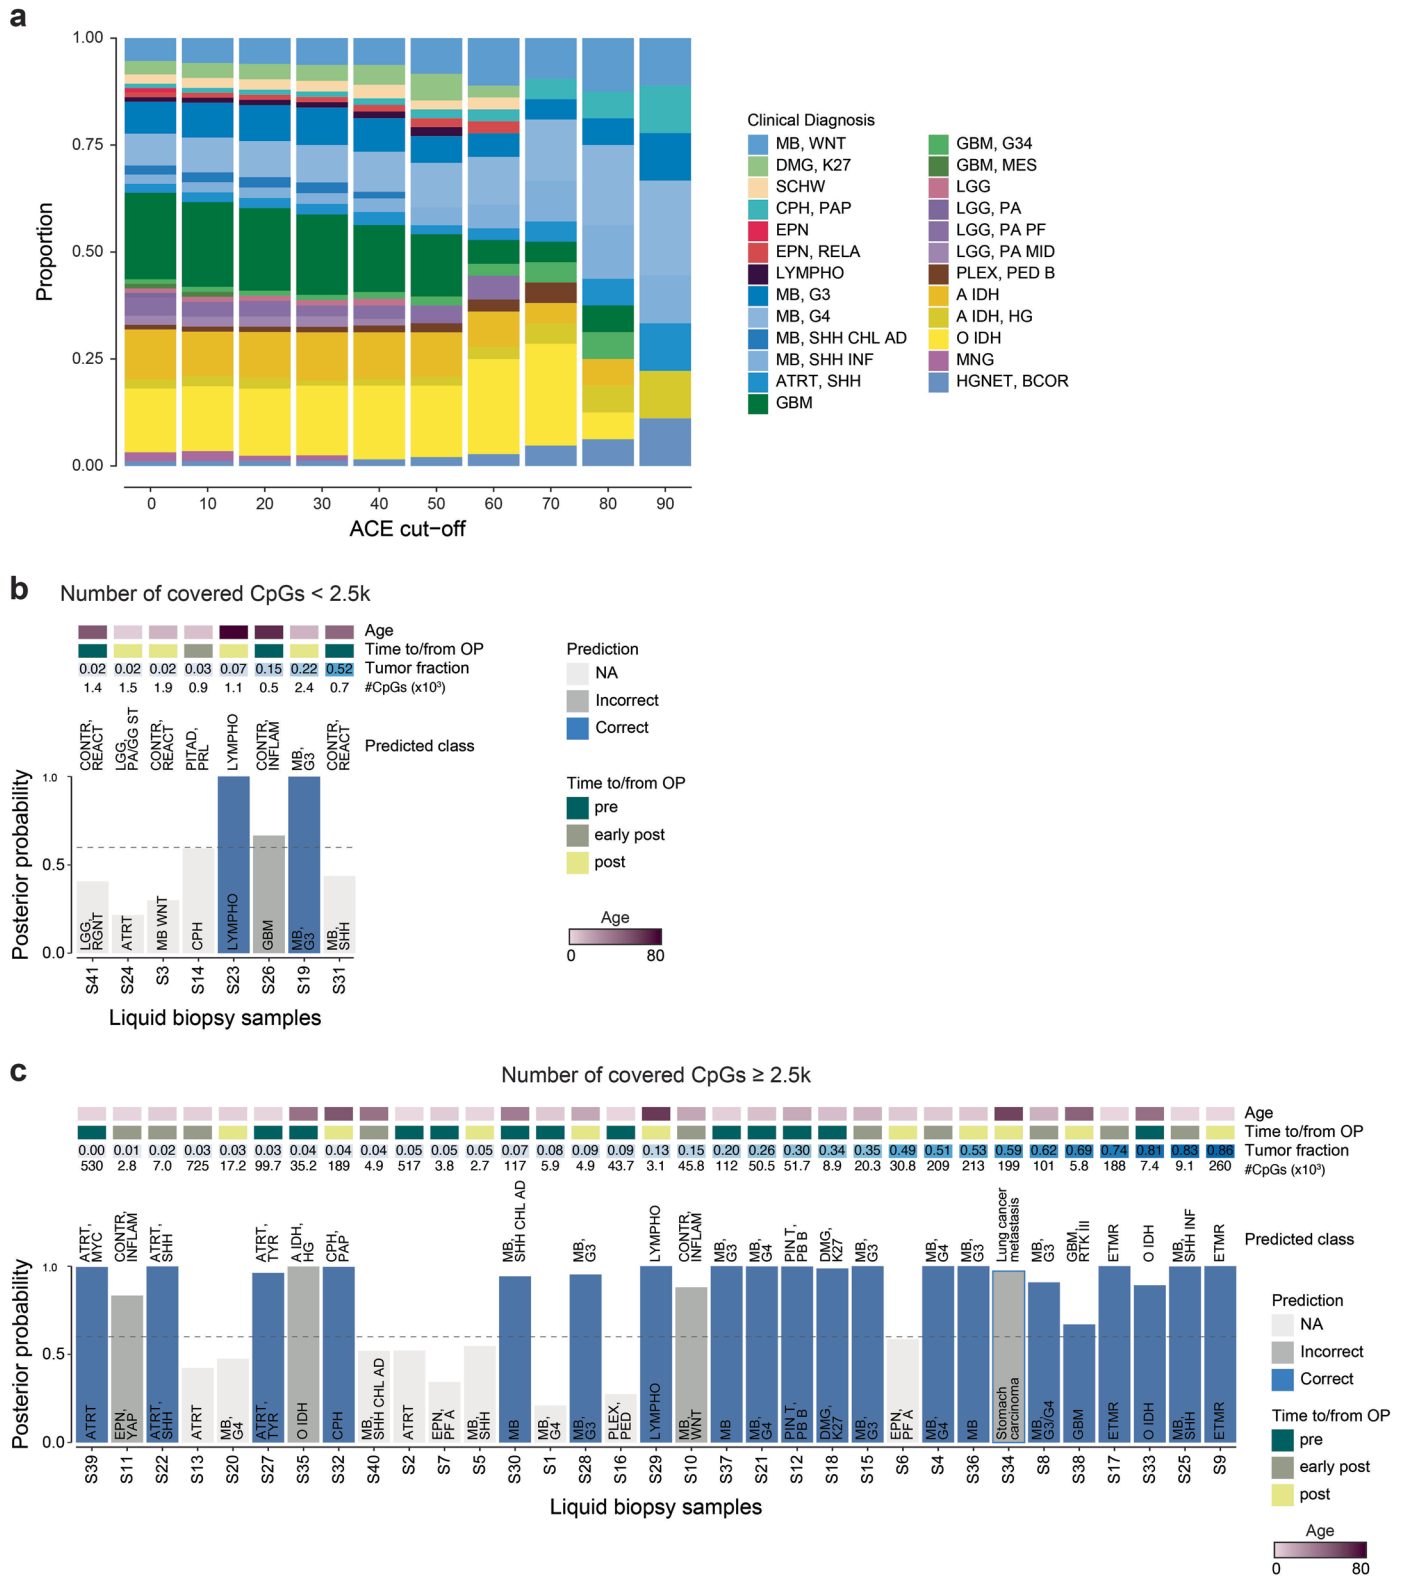 a
1.00
0.75
0.50
0.25
0.00
Proportion
0 10 20 30 40 50 60 70 80 90
ACE cut−off
Clinical Diagnosis
MB, WNT
DMG, K27
SCHW
CPH, PAP
EPN
EPN, RELA
LYMPHO
MB, G3
MB, G4
MB, SHH CHL AD
MB, SHH INF
ATRT, SHH
GBM
GBM, G34
GBM, MES
LGG
LGG, PA
LGG, PA PF
LGG, PA MID
PLEX, PED B
A IDH
A IDH, HG
O IDH
MNG
HGNET, BCOR
b
Number of covered CpGs < 2.5k
Age
Time to/from OP
0.02 0.02 0.02 0.03 0.07 0.15 0.22 0.52 Tumor fraction
1.4 1.5 1.9 0.9 1.1 0.5 2.4 0.7 #CpGs (x10³)
CONTR, REACT
LGG, PA/GG ST
CONTR, REACT
PITAD, PRL
LYMPHO
CONTR, INFLAM
MB, G3
CONTR, REACT
Predicted class
Posterior probability
1.0
0.5
0.0
LGG, RGNT
ATRT
MB WNT
CPH
LYMPHO
GBM
MB, G3
MB, SHH
S41 S24 S3 S14 S23 S26 S19 S31
Liquid biopsy samples
Prediction
NA
Incorrect
Correct
Time to/from OP
pre
early post
post
Age
0 80
c
Number of covered CpGs ≥ 2.5k
Age
Time to/from OP
0.00 0.01 0.02 0.03 0.03 0.03 0.04 0.04 0.04 0.05 0.05 0.05 0.07 0.08 0.09 0.09 0.13 0.15 0.20 0.26 0.30 0.34 0.35 0.49 0.51 0.53 0.59 0.62 0.69 0.74 0.81 0.83 0.86 Tumor fraction
530 2.8 7.0 725 17.2 99.7 35.2 189 4.9 517 3.8 2.7 117 5.9 4.9 43.7 3.1 45.8 112 50.5 51.7 8.9 20.3 30.8 209 213 199 101 5.8 188 7.4 9.1 260 #CpGs (x10³)
ATRT, MYC
CONTR, INFLAM
ATRT, SHH
ATRT, TYR
A IDH, HG
CPH, PAP
MB, SHH CHL AD
MB, G3
LYMPHO
CONTR, INFLAM
MB, G3
MB, G4
PIN T, PB B
DMG, K27
MB, G3
MB, G4
MB, G3
Lung cancer metastasis
MB, G3
GBM, RTK III
ETMR
O IDH
MB, SHH INF
ETMR
Predicted class
Posterior probability
1.0
0.5
0.0
ATRT
EPN, YAP
ATRT, SHH
ATRT
MB, G4
ATRT, TYR
O IDH
CPH
MB, SHH CHL AD
ATRT
EPN, PF A
MB, SHH
MB
MB, G4
MB, G3
PLEX, PED
LYMPHO
MB, WNT
MB
MB, G4
PIN T, PB B
DMG, K27
MB, G3
EPN, PF A
MB, G4
MB
Stomach carcinoma
MB, G3/G4
GBM
ETMR
O IDH
MB, SHH
ETMR
S39 S11 S22 S13 S20 S27 S35 S32 S40 S2 S7 S5 S30 S1 S28 S16 S29 S10 S37 S21 S12 S18 S15 S6 S4 S36 S34 S8 S38 S17 S33 S25 S9
Liquid biopsy samples
Prediction
NA
Incorrect
Correct
Time to/from OP
pre
early post
post
Age
0 80